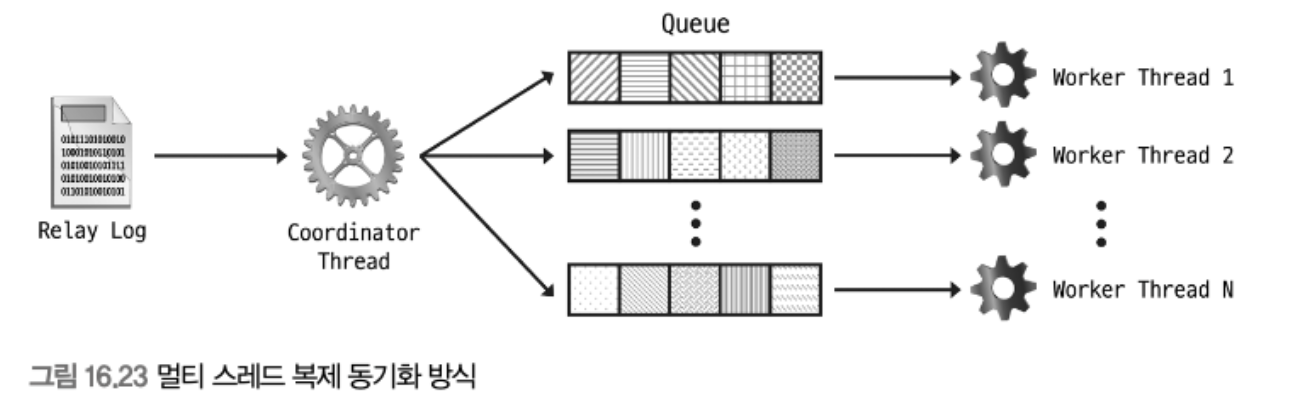 Queue
Worker Thread 1
Worker Thread 2
Worker Thread N
Relay Log
Coordinator
Thread
그림 16.23 멀티 스레드 복제 동기화 방식